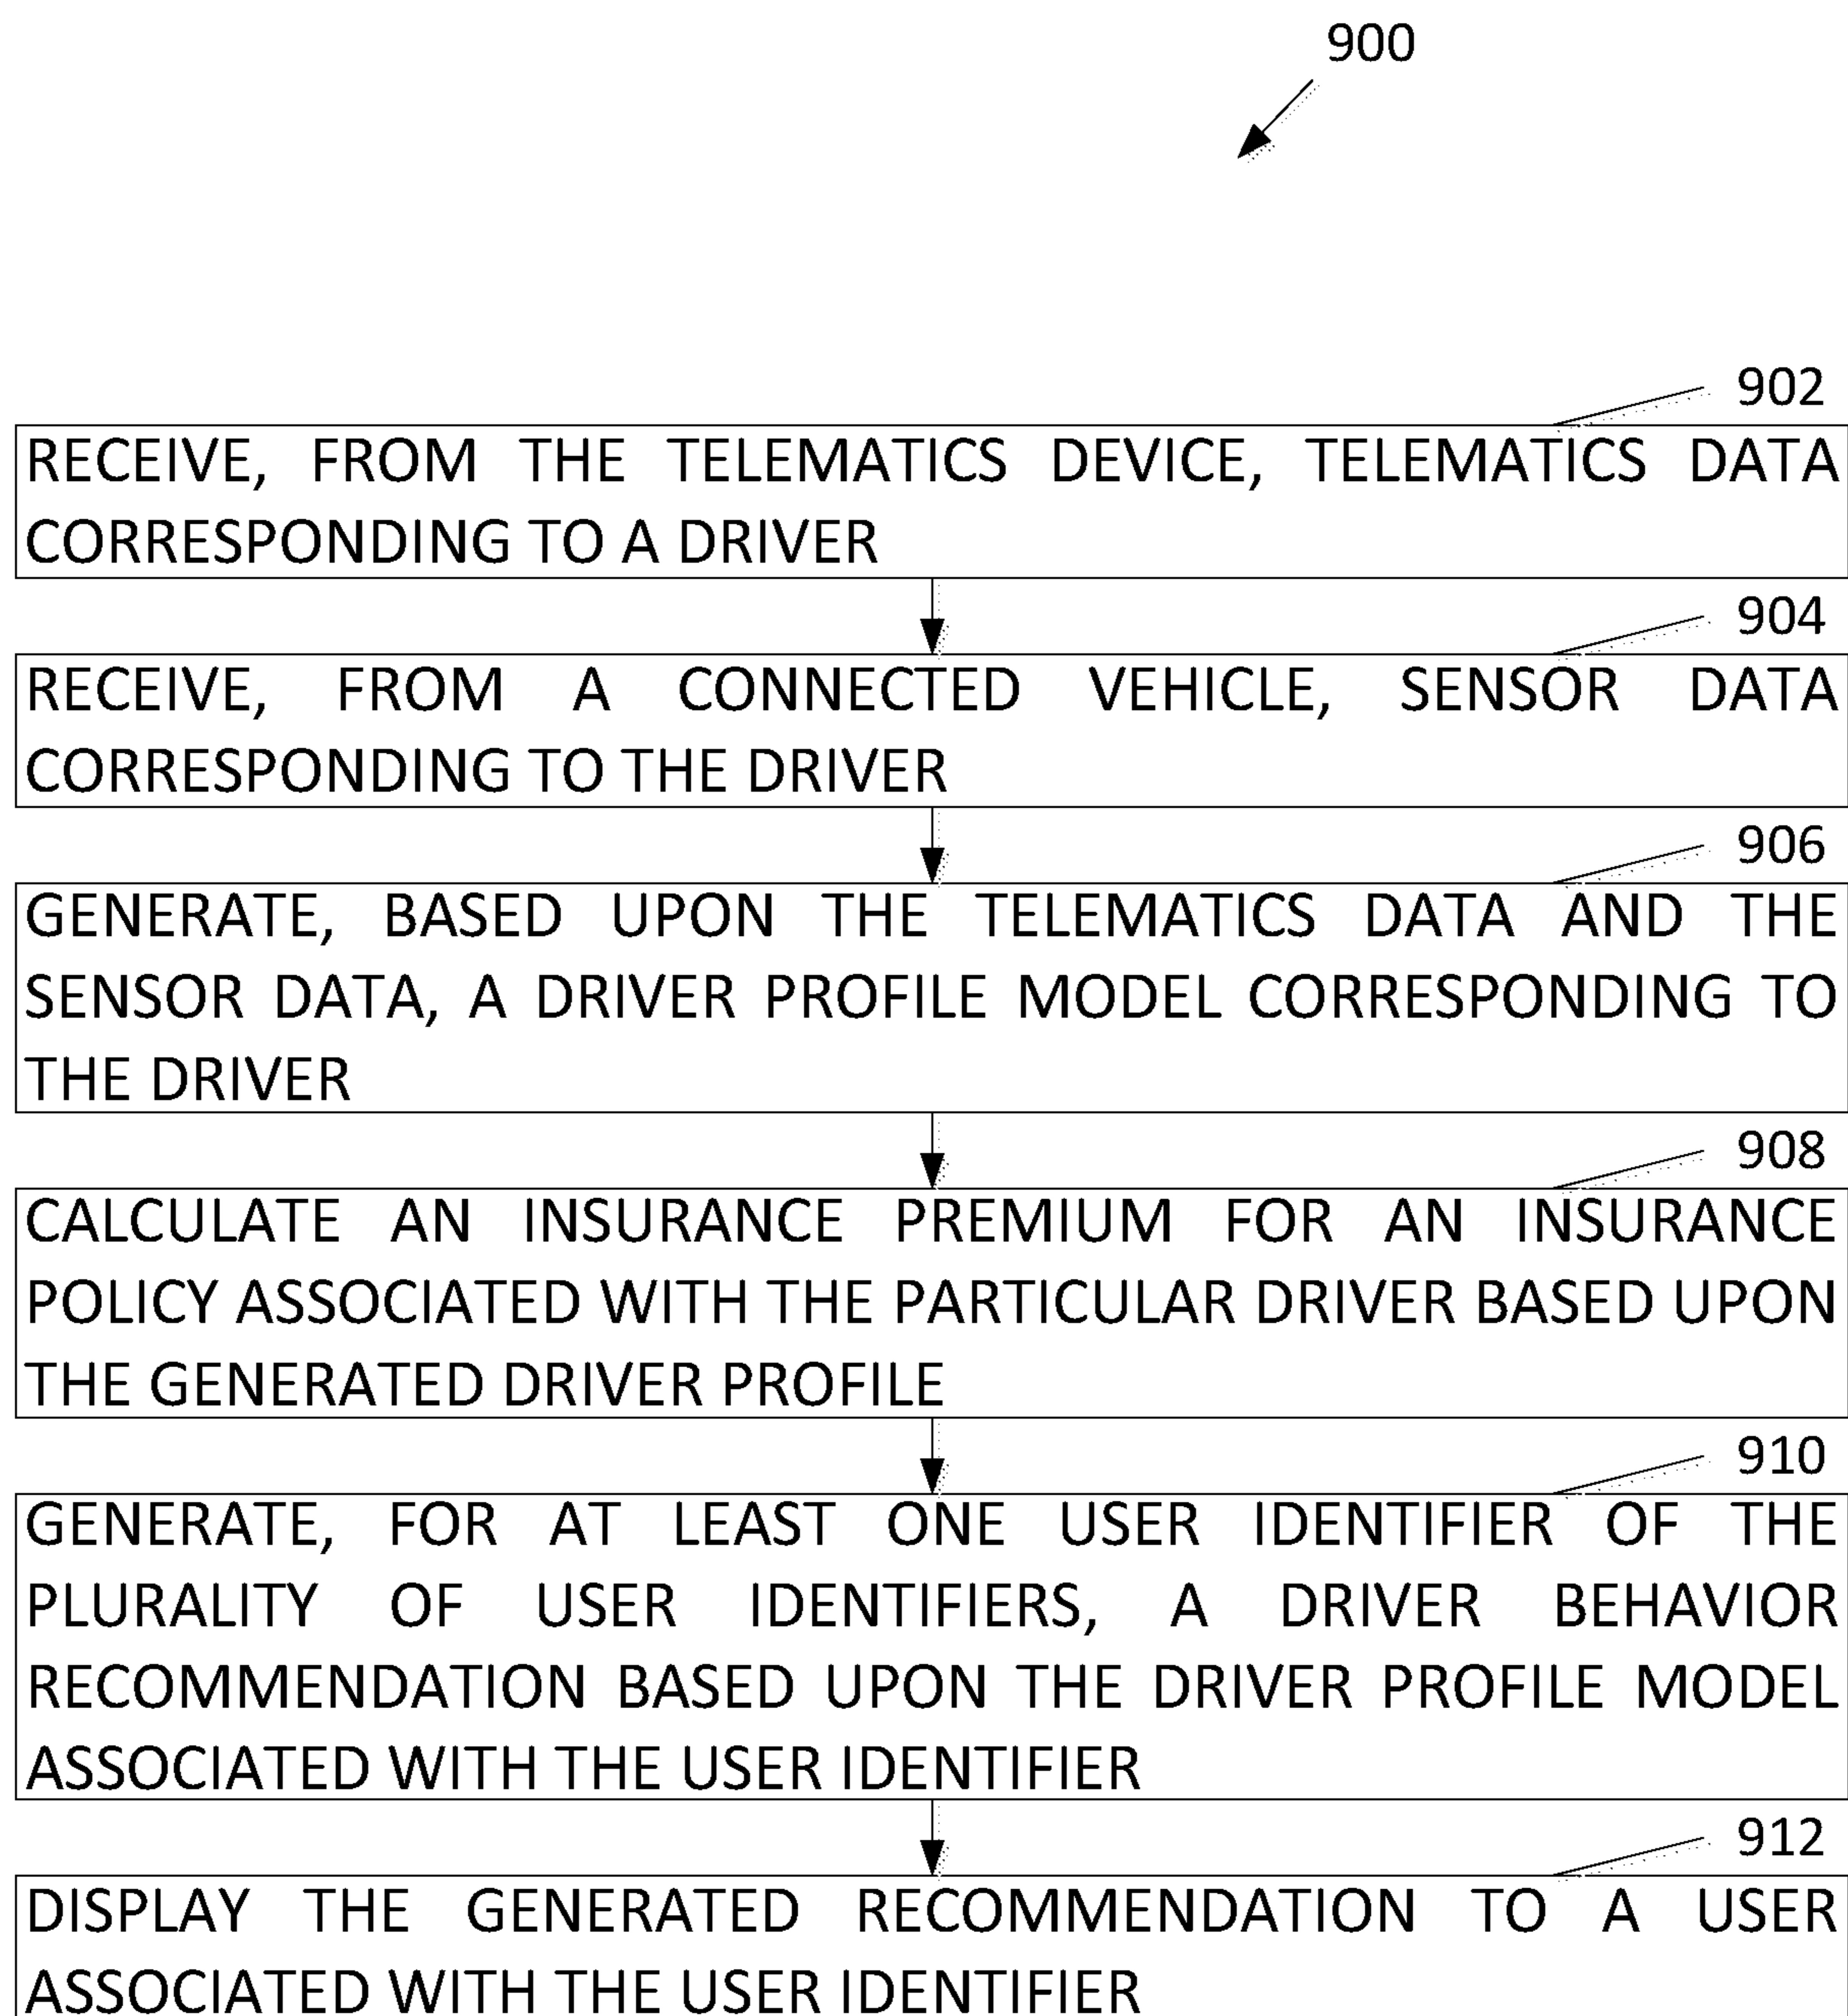 900
902
RECEIVE, FROM THE TELEMATICS DEVICE, TELEMATICS DATA
CORRESPONDING TO A DRIVER
904
RECEIVE, FROM A CONNECTED VEHICLE, SENSOR DATA
CORRESPONDING TO THE DRIVER
906
GENERATE, BASED UPON THE TELEMATICS DATA AND THE
SENSOR DATA, A DRIVER PROFILE MODEL CORRESPONDING TO
THE DRIVER
908
CALCULATE AN INSURANCE PREMIUM FOR AN INSURANCE
POLICY ASSOCIATED WITH THE PARTICULAR DRIVER BASED UPON
THE GENERATED DRIVER PROFILE
910
GENERATE, FOR AT LEAST ONE USER IDENTIFIER OF THE
PLURALITY OF USER IDENTIFIERS, A DRIVER BEHAVIOR
RECOMMENDATION BASED UPON THE DRIVER PROFILE MODEL
ASSOCIATED WITH THE USER IDENTIFIER
912
DISPLAY THE GENERATED RECOMMENDATION TO A USER
ASSOCIATED WITH THE USER IDENTIFIER